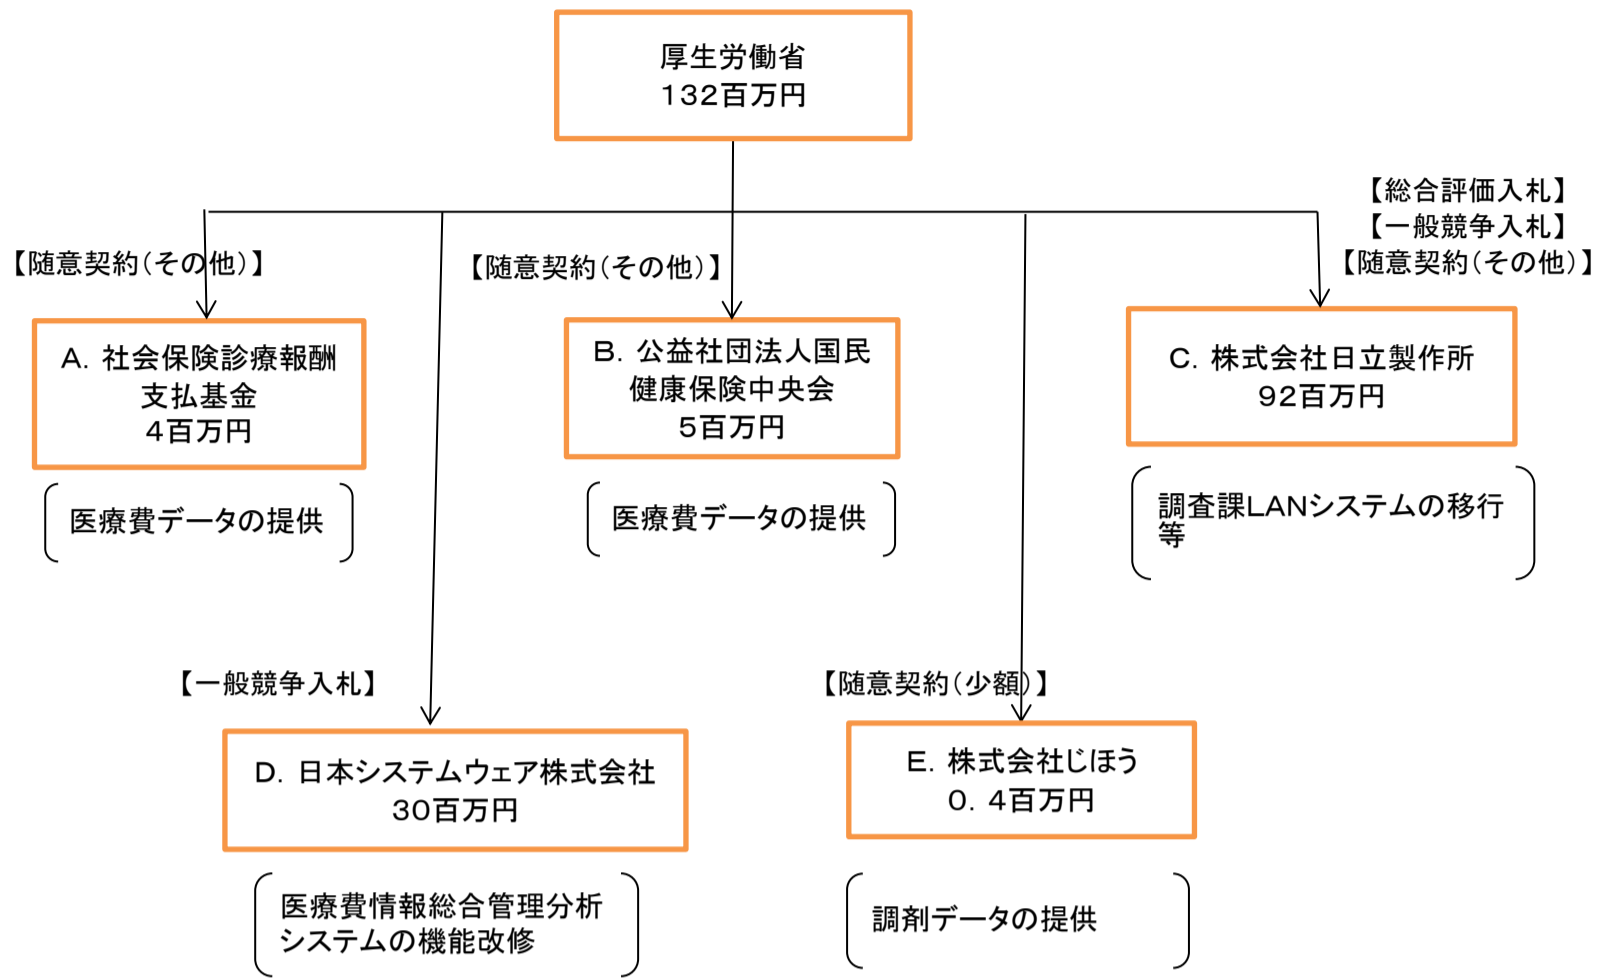 厚生労働省
132百万円
【総合評価入札】
【一般競争入札】
【随意契約(その他)】
【随意契約(その他)】
【随意契約(その他)】
A. 社会保険診療報酬
支払基金
4百万円
医療費データの提供
B. 公益社団法人国民
健康保険中央会
5百万円
医療費データの提供
C. 株式会社日立製作所
92百万円
調査課LANシステムの移行
等
【一般競争入札】
D. 日本システムウェア株式会社
30百万円
医療費情報総合管理分析
システムの機能改修
【随意契約(少額)】
E. 株式会社じほう
0. 4百万円
調剤データの提供